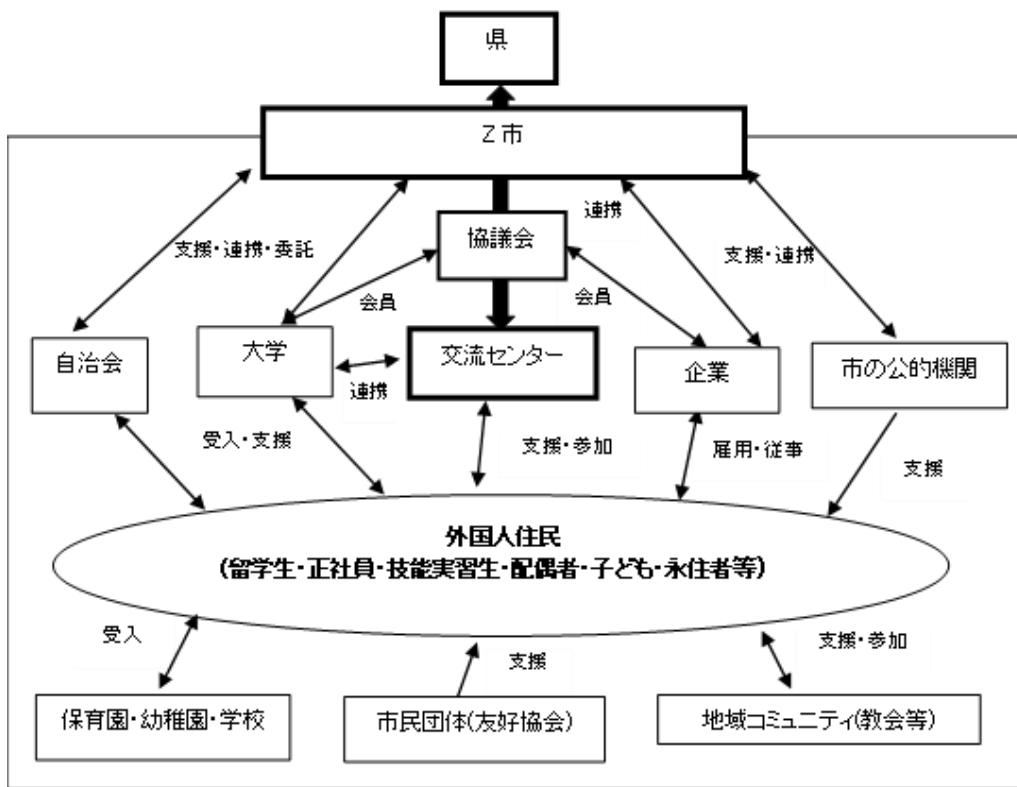 県
Z市
連携
協議会
支援・連携・委託
支援・連携
会員
会員
自治会
大学
交流センター
企業
市の公的機関
連携
受入・支援
支援・参加
雇用・従事
支援
外国人住民
(留学生・正社員・技能実習生・配偶者・子ども・永住者等)
受入
支援
支援・参加
保育園・幼稚園・学校
市民団体(友好協会)
地域コミュニティ(教会等)